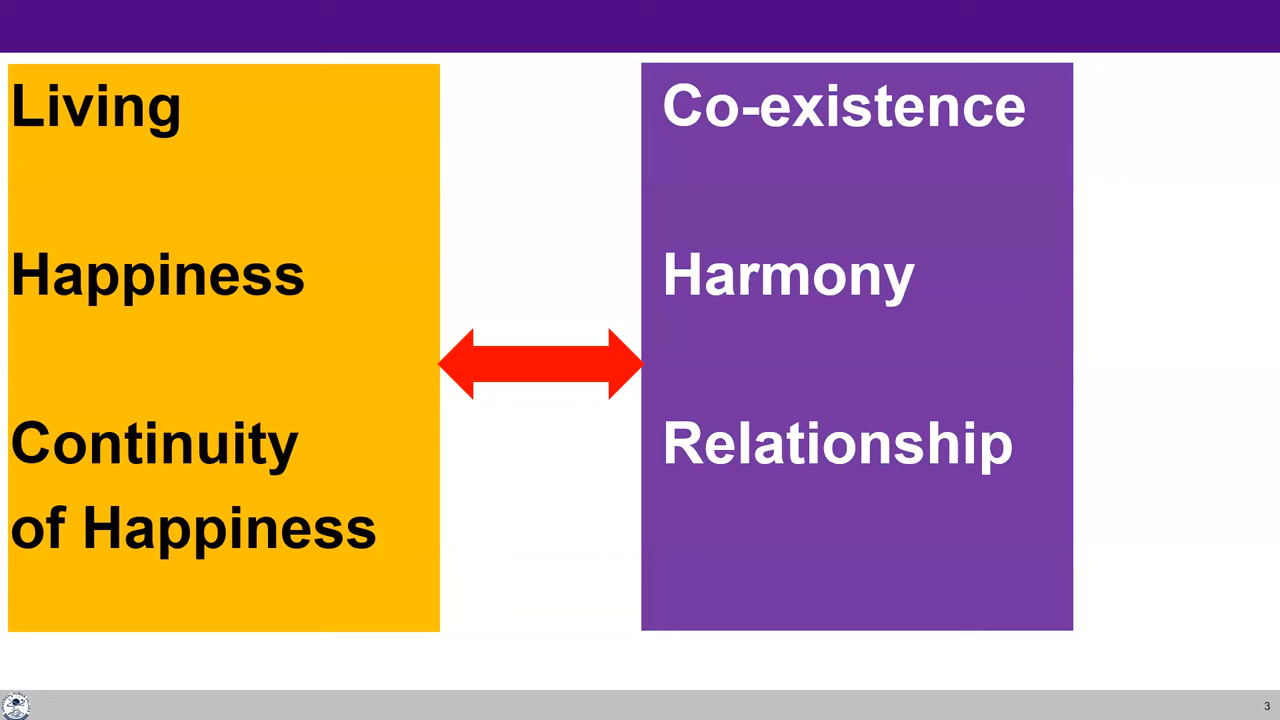 Living
Happiness
Continuity
of Happiness
Co-existence
Harmony
Relationship
3